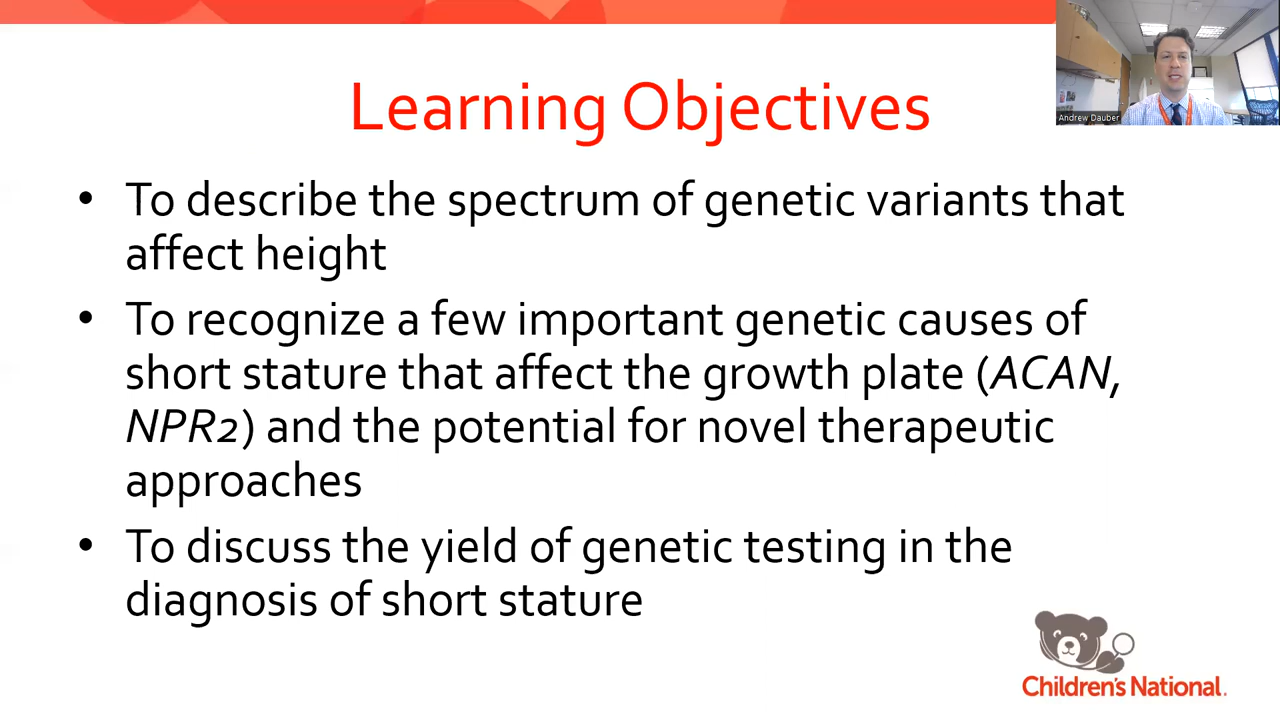 Learning Objectives
Andrew Dauber
• To describe the spectrum of genetic variants that
affect height
• To recognize a few important genetic causes of
short stature that affect the growth plate (ACAN,
NPR2) and the potential for novel therapeutic
approaches
• To discuss the yield of genetic testing in the
diagnosis of short stature
Children's National.